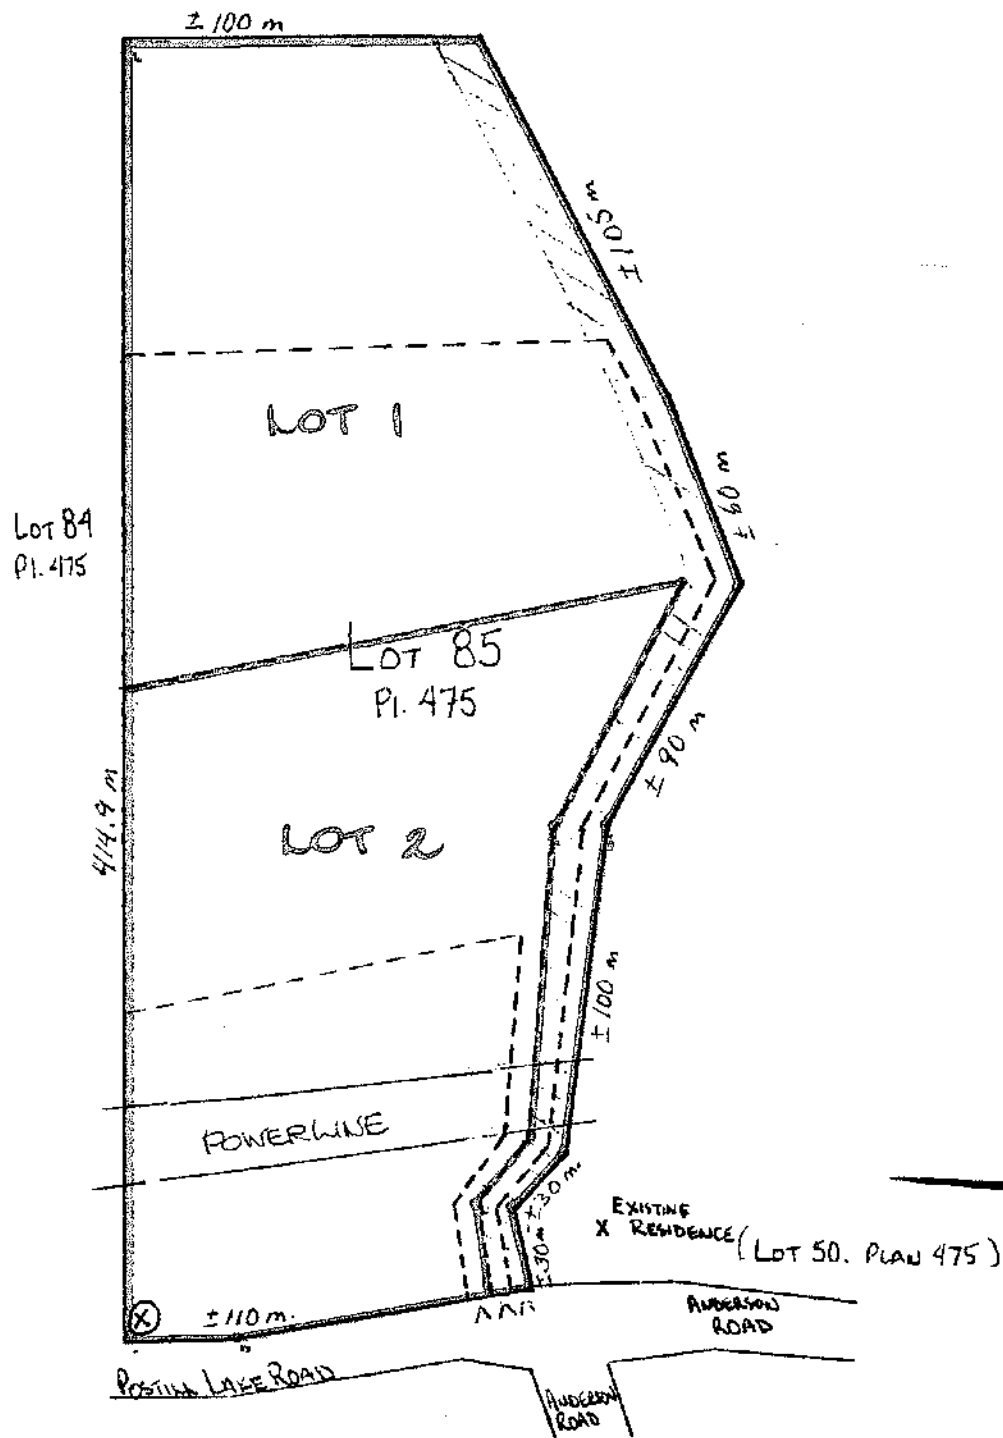 ± 100 m
± 105 m
LOT 1
± 60 m
LOT 84
Pl. 475
LOT 85
Pl. 475
± 90 m
414.9 m
LOT 2
± 100 m
POWERLINE
± 30 m.
± 30 m
EXISTING
X RESIDENCE (LOT 50. PLAN 475)
X
± 110 m.
ANDERSON
ROAD
POSTILL LAKE ROAD
ANDERSON
ROAD